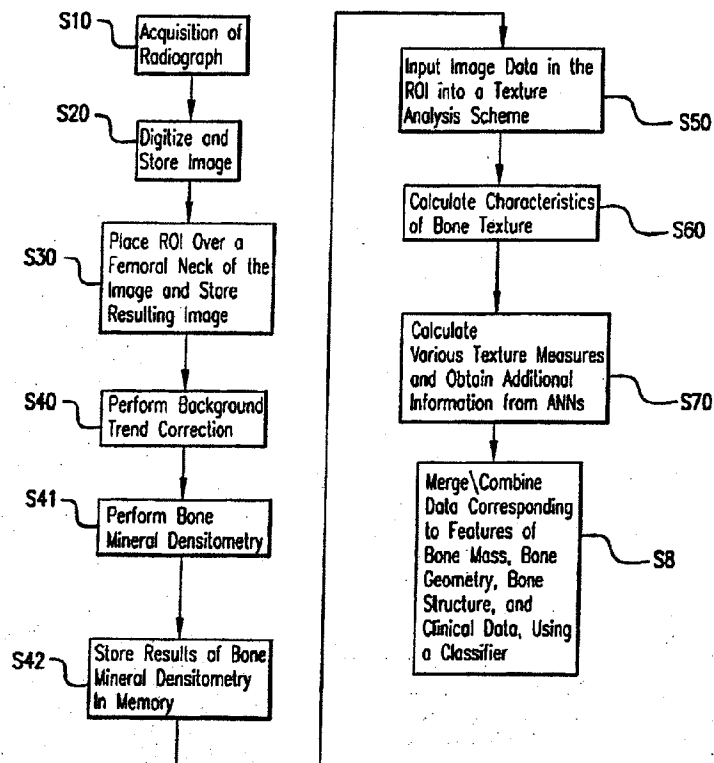 S10
Acquisition of
Radiograph
S20
Digitize and
Store Image
S30
Place ROI Over a
Femoral Neck of the
Image and Store
Resulting Image
S40
Perform Background
Trend Correction
S41
Perform Bone
Mineral Densitometry
S42
Store Results of Bone
Mineral Densitometry
In Memory
Input Image Data in the
ROI into a Texture
Analysis Scheme
S50
Calculate Characteristics
of Bone Texture
S60
Calculate
Various Texture Measures
and Obtain Additional
Information from ANNs
S70
Merge\Combine
Data Corresponding
to Features of
Bone Mass, Bone
Geometry, Bone
Structure, and
Clinical Data, Using
a Classifier
S8